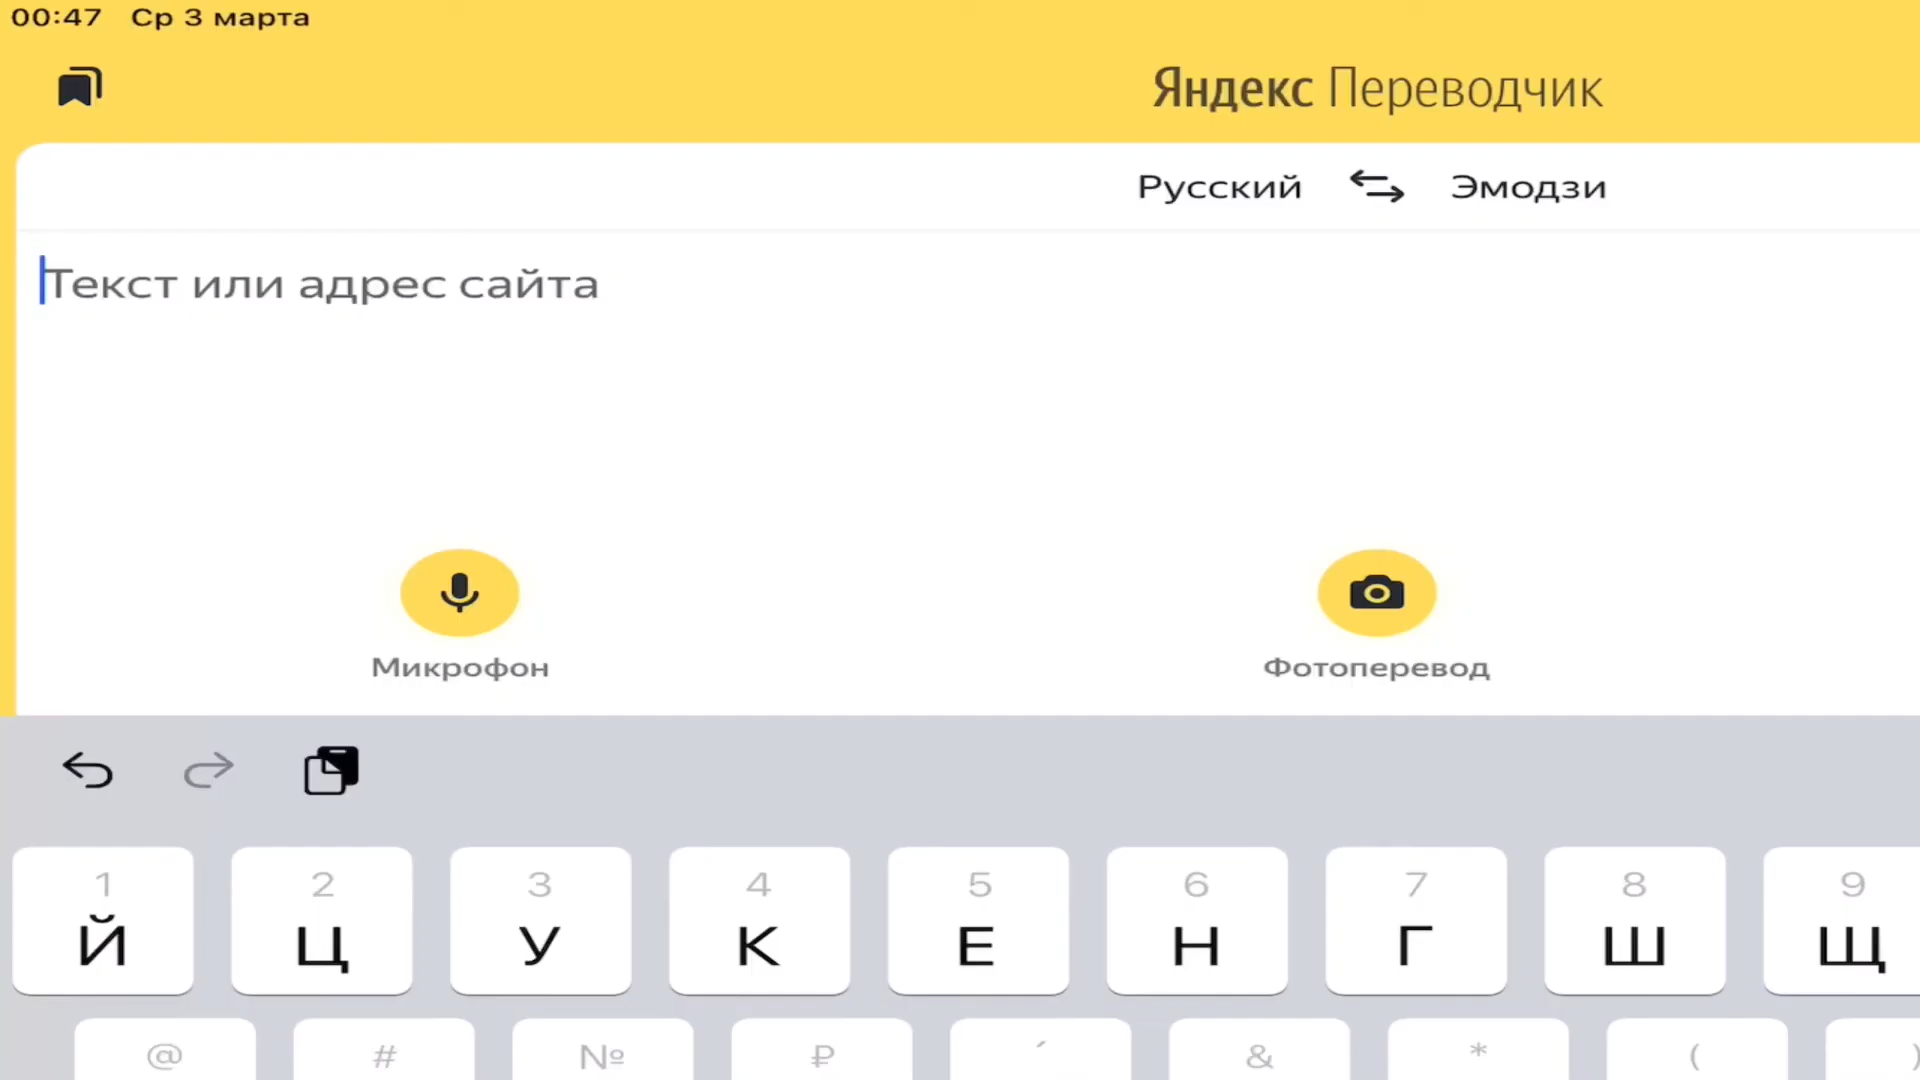 00:47 Ср 3 марта
Яндекс Переводчик
Русский Эмодзи
Текст или адрес сайта
Микрофон Фотоперевод
1 2 3 4 5 6 7 8 9
Й Ц У К Е Н Г Ш Щ
@ # № ₽ ´ & * ( )